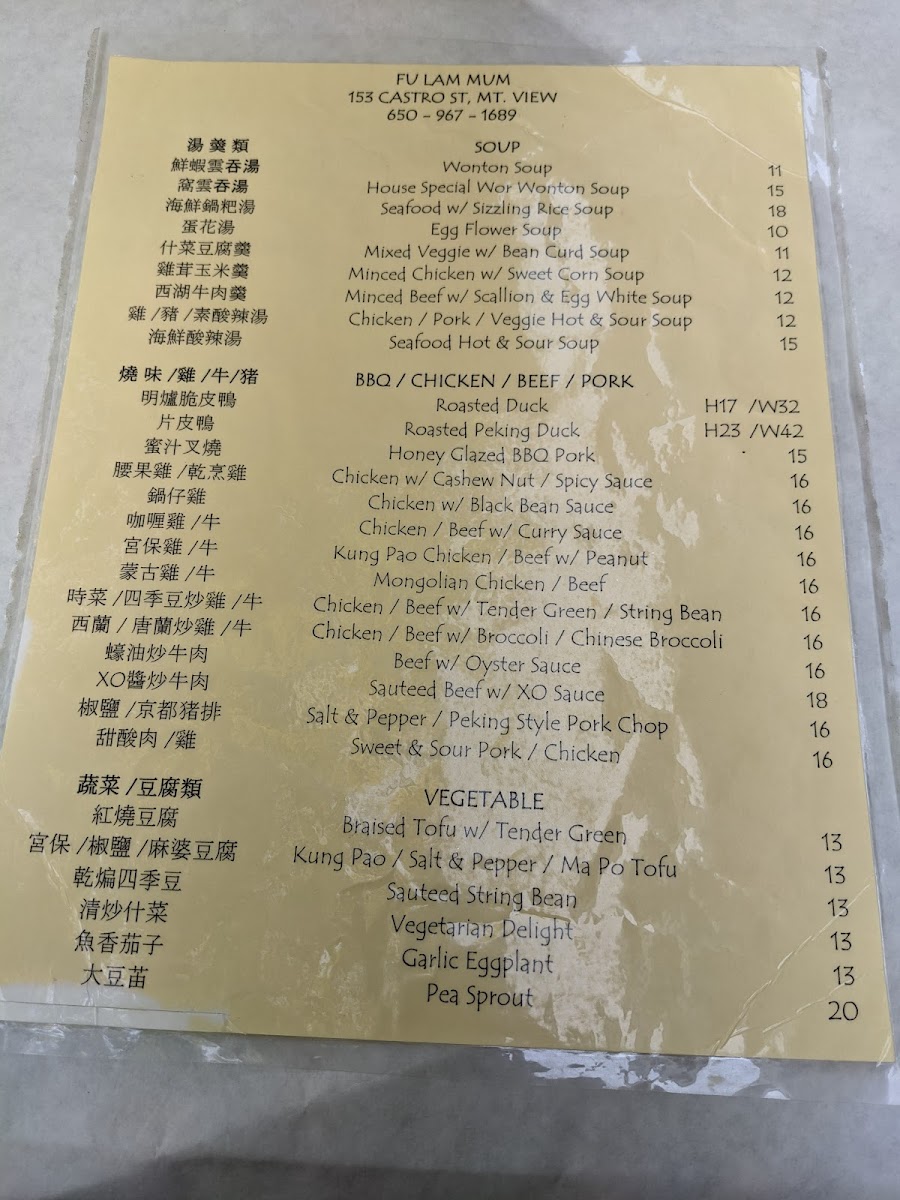 FU LAM MUM
153 CASTRO ST, MT. VIEW
650 - 967 - 1689
湯 羹 類 SOUP
鮮蝦雲吞湯 Wonton Soup 11
窩雲吞湯 House Special Wor Wonton Soup 15
海鮮鍋粑湯 Seafood w/ Sizzling Rice Soup 18
蛋花湯 Egg Flower Soup 10
什菜豆腐羹 Mixed Veggie w/ Bean Curd Soup 11
雞茸玉米羹 Minced Chicken w/ Sweet Corn Soup 12
西湖牛肉羹 Minced Beef w/ Scallion & Egg White Soup 12
雞 /豬 /素酸辣湯 Chicken / Pork / Veggie Hot & Sour Soup 12
海鮮酸辣湯 Seafood Hot & Sour Soup 15
燒 味 /雞 /牛/猪 BBQ / CHICKEN / BEEF / PORK
明爐脆皮鴨 Roasted Duck H17 /W32
片皮鴨 Roasted Peking Duck H23 /W42
蜜汁叉燒 Honey Glazed BBQ Pork 15
腰果雞 /乾烹雞 Chicken w/ Cashew Nut / Spicy Sauce 16
鍋仔雞 Chicken w/ Black Bean Sauce 16
咖喱雞 /牛 Chicken / Beef w/ Curry Sauce 16
宮保雞 /牛 Kung Pao Chicken / Beef w/ Peanut 16
蒙古雞 /牛 Mongolian Chicken / Beef 16
時菜 /四季豆炒雞 /牛 Chicken / Beef w/ Tender Green / String Bean 16
西蘭 / 唐蘭炒雞 /牛 Chicken / Beef w/ Broccoli / Chinese Broccoli 16
蠔油炒牛肉 Beef w/ Oyster Sauce 16
XO醬炒牛肉 Sauteed Beef w/ XO Sauce 18
椒鹽 /京都猪排 Salt & Pepper / Peking Style Pork Chop 16
甜酸肉 /雞 Sweet & Sour Pork / Chicken 16
蔬菜 /豆腐類 VEGETABLE
紅燒豆腐 Braised Tofu w/ Tender Green 13
宮保 /椒鹽 /麻婆豆腐 Kung Pao / Salt & Pepper / Ma Po Tofu 13
乾煸四季豆 Sauteed String Bean 13
清炒什菜 Vegetarian Delight 13
魚香茄子 Garlic Eggplant 13
大豆苗 Pea Sprout 20